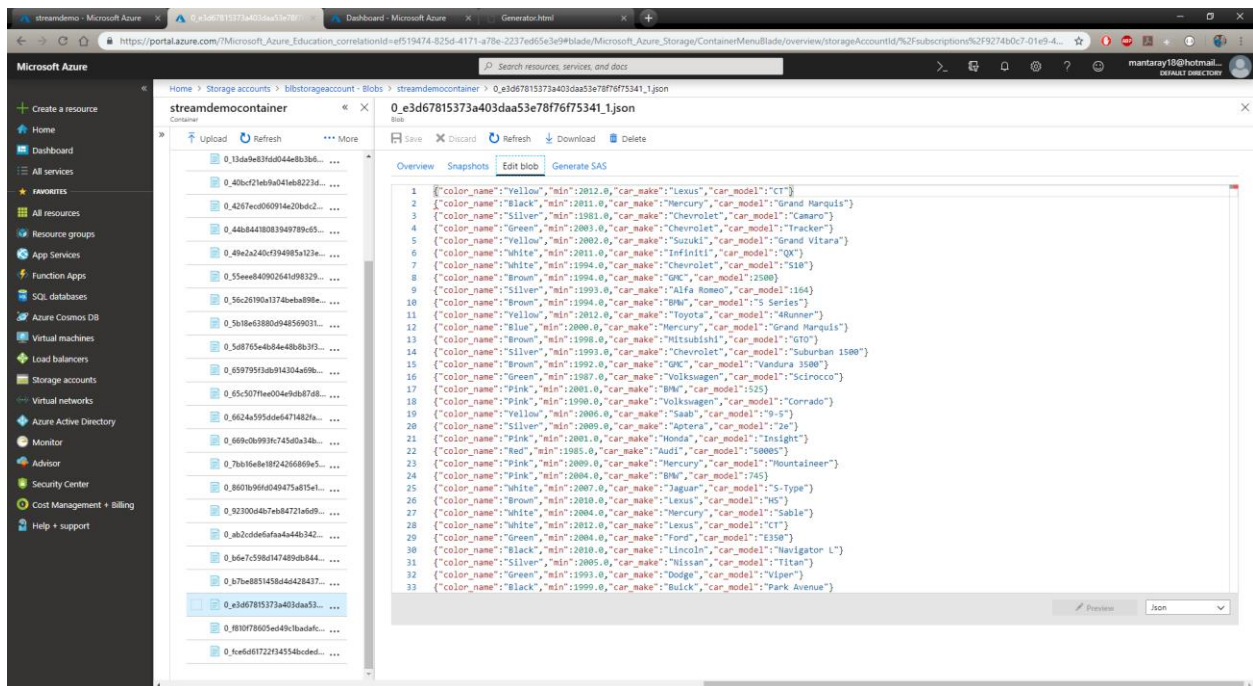 streamdemo - Microsoft Azure
0_e3d67815373a403daa53e78f7
Dashboard - Microsoft Azure
Generator.html
https://portal.azure.com/?Microsoft_Azure_Education_correlationId=ef519474-825d-4171-a78e-2237ed65e3e9#blade/Microsoft_Azure_Storage/ContainerMenuBlade/overview/storageAccountId/%2Fsubscriptions%2F9274b0c7-01e9-4...
Microsoft Azure
Search resources, services, and docs
mantaray18@hotmail...
DEFAULT DIRECTORY
Home > Storage accounts > blbstorageaccount - Blobs > streamdemocontainer > 0_e3d67815373a403daa53e78f76f75341_1.json
Create a resource
Home
Dashboard
All services
FAVORITES
All resources
Resource groups
App Services
Function Apps
SQL databases
Azure Cosmos DB
Virtual machines
Load balancers
Storage accounts
Virtual networks
Azure Active Directory
Monitor
Advisor
Security Center
Cost Management + Billing
Help + support
streamdemocontainer
Container
Upload Refresh More
0_13da9e83fdd044e8b3b6...
0_40bcf21eb9a041eb8223d...
0_4267ecd060914e20bdc2...
0_44b84418083949789c65...
0_49e2a240cf394985a123e...
0_55eee840902641d98329...
0_56c26190a1374beba898e...
0_5b18e63880d948569031...
0_5d8765e4b84e48b8b3f3...
0_659795f3db914304a69b...
0_65c507f1ee004e9db87d8...
0_6624a595dde6471482fa...
0_669c0b993fc745d0a34b...
0_7bb16e8e18f24266869e5...
0_8601b96fd049475a815e1...
0_92300d4b7eb84721a6d9...
0_ab2cdde6afaa4a44b342...
0_b6e7c598d147489db844...
0_b7be8851458d4d428437...
0_e3d67815373a403daa53...
0_f810f78605ed49c1badafc...
0_fce6d61722f34554bcded...
0_e3d67815373a403daa53e78f76f75341_1.json
Blob
Save Discard Refresh Download Delete
Overview Snapshots Edit blob Generate SAS
1 {"color_name":"Yellow","min":2012.0,"car_make":"Lexus","car_model":"CT"}
2 {"color_name":"Black","min":2011.0,"car_make":"Mercury","car_model":"Grand Marquis"}
3 {"color_name":"Silver","min":1981.0,"car_make":"Chevrolet","car_model":"Camaro"}
4 {"color_name":"Green","min":2003.0,"car_make":"Chevrolet","car_model":"Tracker"}
5 {"color_name":"Yellow","min":2002.0,"car_make":"Suzuki","car_model":"Grand Vitara"}
6 {"color_name":"White","min":2011.0,"car_make":"Infiniti","car_model":"QX"}
7 {"color_name":"White","min":1994.0,"car_make":"Chevrolet","car_model":"S10"}
8 {"color_name":"Brown","min":1994.0,"car_make":"GMC","car_model":2500}
9 {"color_name":"Silver","min":1993.0,"car_make":"Alfa Romeo","car_model":164}
10 {"color_name":"Brown","min":1994.0,"car_make":"BMW","car_model":"5 Series"}
11 {"color_name":"Yellow","min":2012.0,"car_make":"Toyota","car_model":"4Runner"}
12 {"color_name":"Blue","min":2000.0,"car_make":"Mercury","car_model":"Grand Marquis"}
13 {"color_name":"Brown","min":1998.0,"car_make":"Mitsubishi","car_model":"GTO"}
14 {"color_name":"Silver","min":1993.0,"car_make":"Chevrolet","car_model":"Suburban 1500"}
15 {"color_name":"Brown","min":1992.0,"car_make":"GMC","car_model":"Vandura 3500"}
16 {"color_name":"Green","min":1987.0,"car_make":"Volkswagen","car_model":"Scirocco"}
17 {"color_name":"Pink","min":2001.0,"car_make":"BMW","car_model":525}
18 {"color_name":"Pink","min":1990.0,"car_make":"Volkswagen","car_model":"Corrado"}
19 {"color_name":"Yellow","min":2006.0,"car_make":"Saab","car_model":"9-5"}
20 {"color_name":"Silver","min":2009.0,"car_make":"Aptera","car_model":"2e"}
21 {"color_name":"Pink","min":2001.0,"car_make":"Honda","car_model":"Insight"}
22 {"color_name":"Red","min":1985.0,"car_make":"Audi","car_model":"5000S"}
23 {"color_name":"Pink","min":2009.0,"car_make":"Mercury","car_model":"Mountaineer"}
24 {"color_name":"Pink","min":2004.0,"car_make":"BMW","car_model":745}
25 {"color_name":"White","min":2007.0,"car_make":"Jaguar","car_model":"S-Type"}
26 {"color_name":"Brown","min":2010.0,"car_make":"Lexus","car_model":"HS"}
27 {"color_name":"White","min":2004.0,"car_make":"Mercury","car_model":"Sable"}
28 {"color_name":"White","min":2012.0,"car_make":"Lexus","car_model":"CT"}
29 {"color_name":"Green","min":2004.0,"car_make":"Ford","car_model":"E350"}
30 {"color_name":"Black","min":2010.0,"car_make":"Lincoln","car_model":"Navigator L"}
31 {"color_name":"Silver","min":2005.0,"car_make":"Nissan","car_model":"Titan"}
32 {"color_name":"Green","min":1993.0,"car_make":"Dodge","car_model":"Viper"}
33 {"color_name":"Black","min":1999.0,"car_make":"Buick","car_model":"Park Avenue"}
Preview Json